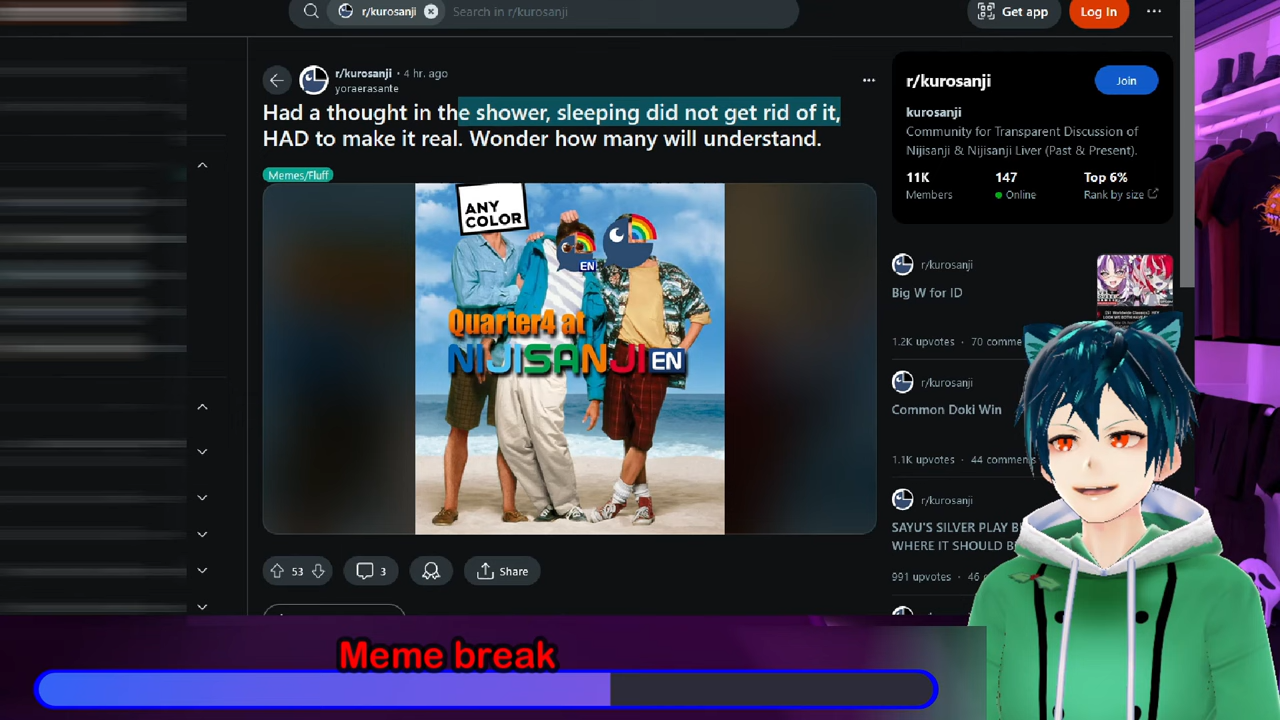 r/kurosanji
Search in r/kurosanji
Get app
Log In
r/kurosanji • 4 hr. ago
yoraerasante
Had a thought in the shower, sleeping did not get rid of it,
HAD to make it real. Wonder how many will understand.
Memes/Fluff
ANY
COLOR
EN
Quarter4 at
NIJISANJI EN
53
3
Share
r/kurosanji
Join
kurosanji
Community for Transparent Discussion of
Nijisanji & Nijisanji Liver (Past & Present).
11K
147
Top 6%
Members
Online
Rank by size
r/kurosanji
Big W for ID
1.2K upvotes · 70 comme
r/kurosanji
Common Doki Win
1.1K upvotes · 44 commen
r/kurosanji
SAYU'S SILVER PLAY B
WHERE IT SHOULD B
991 upvotes · 46
Meme break